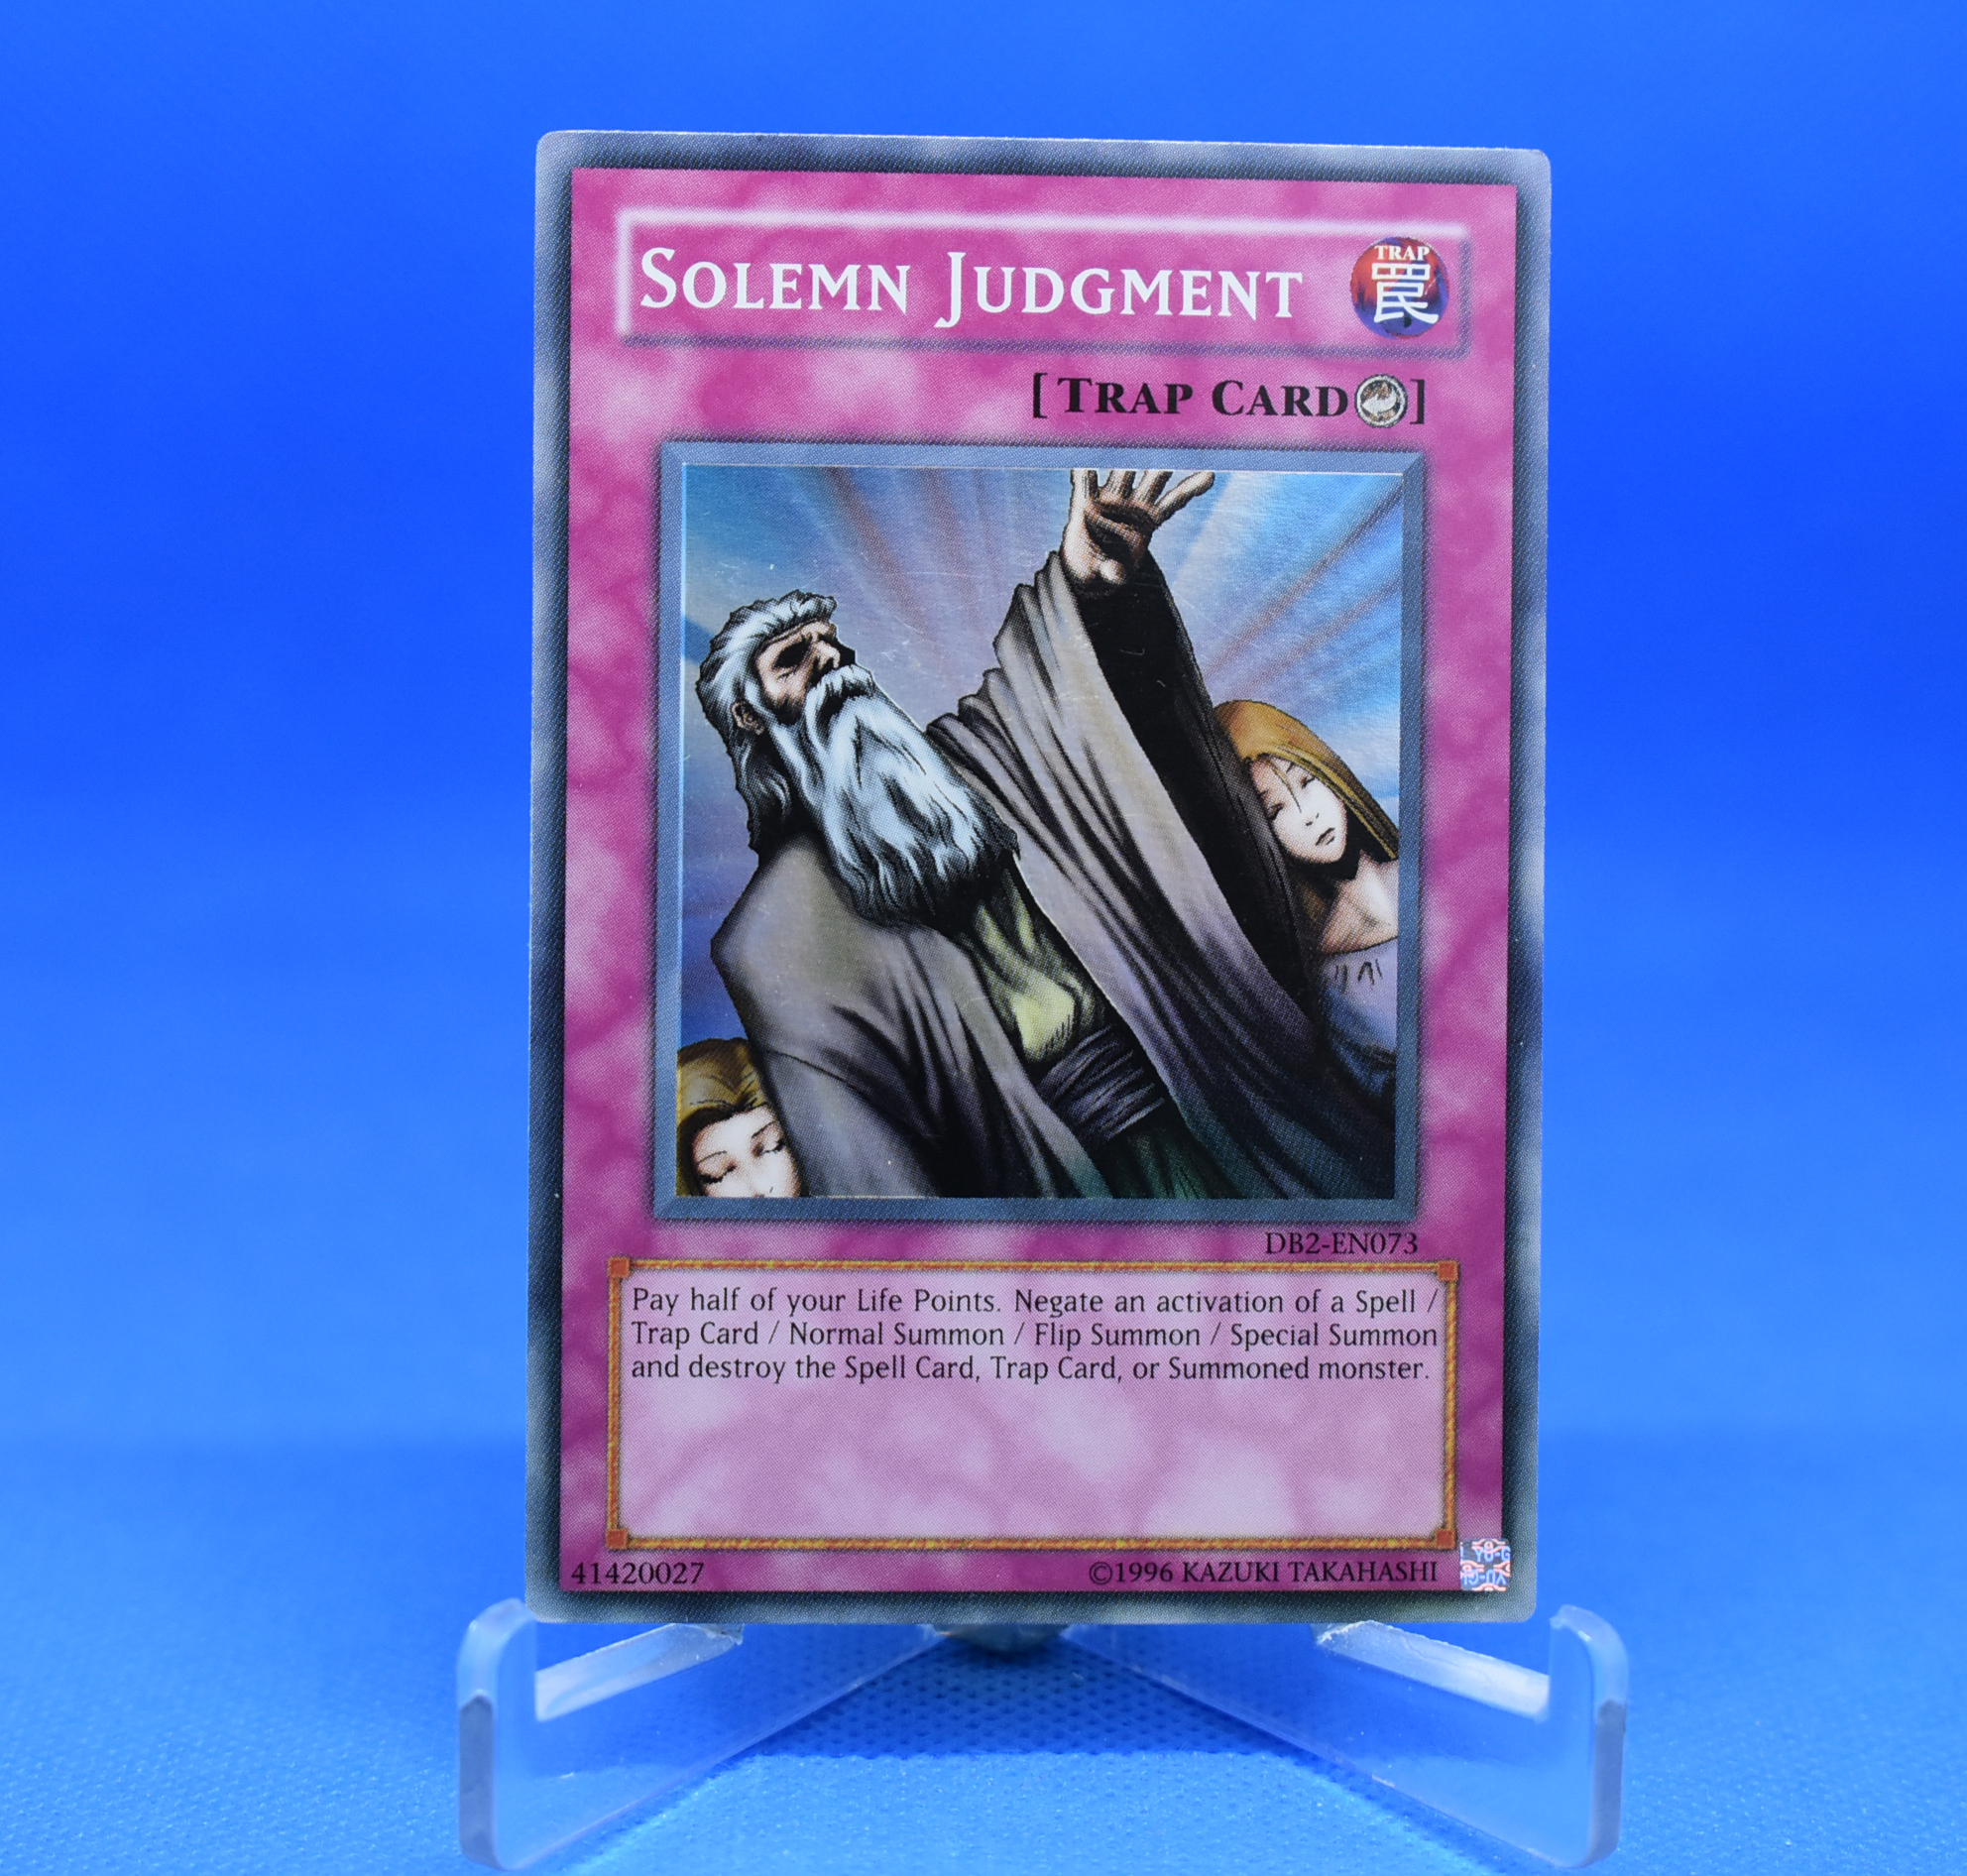 SOLEMN JUDGMENT
TRAP
罠
[TRAP CARD]
DB2-EN073
Pay half of your Life Points. Negate an activation of a Spell /
Trap Card / Normal Summon / Flip Summon / Special Summon
and destroy the Spell Card, Trap Card, or Summoned monster.
41420027
©1996 KAZUKI TAKAHASHI